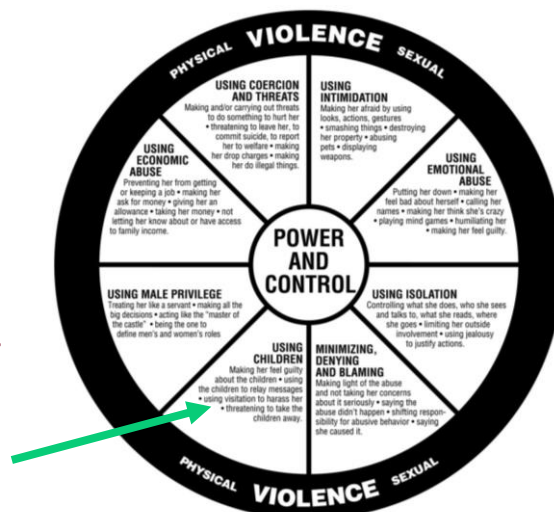 PHYSICAL VIOLENCE SEXUAL
USING COERCION
AND THREATS
Making and/or carrying out threats
to do something to hurt her
• threatening to leave her, to
commit suicide, to report
her to welfare • making
her drop charges • making
her do illegal things.
USING
INTIMIDATION
Making her afraid by using
looks, actions, gestures
• smashing things • destroying
her property • abusing
pets • displaying
weapons.
USING
ECONOMIC
ABUSE
Preventing her from getting
or keeping a job • making her
ask for money • giving her an
allowance • taking her money • not
letting her know about or have access
to family income.
USING
EMOTIONAL
ABUSE
Putting her down • making her
feel bad about herself • calling her
names • making her think she's crazy
• playing mind games • humiliating her
• making her feel guilty.
POWER
AND
CONTROL
USING MALE PRIVILEGE
Treating her like a servant • making all the
big decisions • acting like the "master of
the castle" • being the one to
define men's and women's roles
USING ISOLATION
Controlling what she does, who she sees
and talks to, what she reads, where
she goes • limiting her outside
involvement • using jealousy
to justify actions.
USING
CHILDREN
Making her feel guilty
about the children • using
the children to relay messages
• using visitation to harass her
• threatening to take the
children away.
MINIMIZING,
DENYING
AND BLAMING
Making light of the abuse
and not taking her concerns
about it seriously • saying the
abuse didn't happen • shifting respon-
sibility for abusive behavior • saying
she caused it.
PHYSICAL VIOLENCE SEXUAL